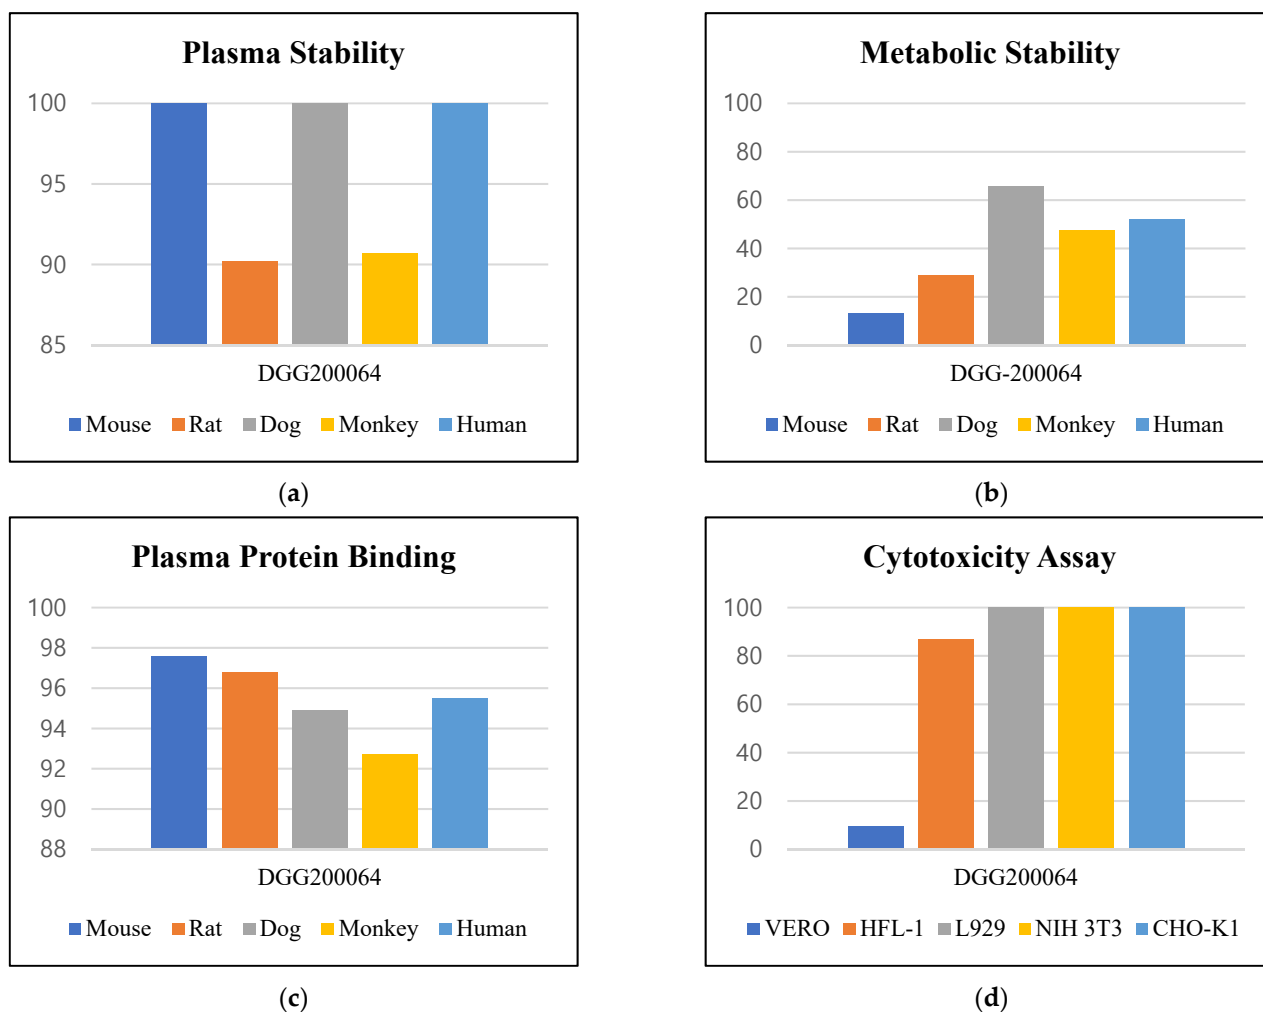 Plasma Stability
100
95
90
85
DGG200064
Mouse Rat Dog Monkey Human
(a)
Metabolic Stability
100
80
60
40
20
0
DGG-200064
Mouse Rat Dog Monkey Human
(b)
Plasma Protein Binding
100
98
96
94
92
90
88
DGG200064
Mouse Rat Dog Monkey Human
(c)
Cytotoxicity Assay
100
80
60
40
20
0
DGG200064
VERO HFL-1 L929 NIH 3T3 CHO-K1
(d)